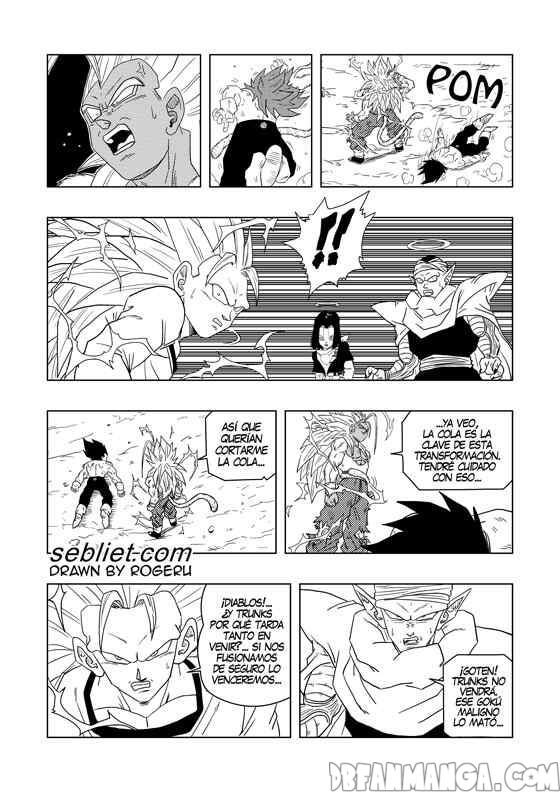 POM
!!
ASÍ QUE
QUERÍAN
CORTARME
LA COLA...
...YA VEO,
LA COLA ES LA
CLAVE DE ESTA
TRANSFORMACIÓN.
TENDRÉ CUIDADO
CON ESO...
sebliet.com
DRAWN BY ROGERU
¡DIABLOS!...
¿Y TRUNKS
POR QUÉ TARDA
TANTO EN
VENIR?... SI NOS
FUSIONAMOS
DE SEGURO LO
VENCEREMOS...
¡GOTEN! TRUNKS NO
VENDRÁ,
ESE GOKÚ
MALIGNO
LO MATÓ...
DBFANMANGA.COM